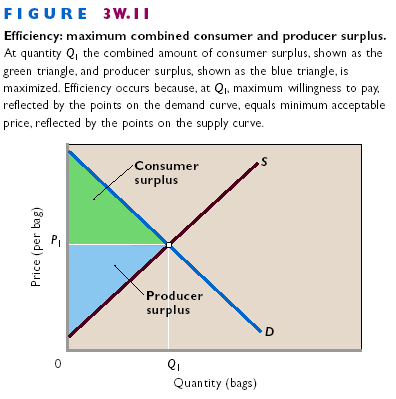 FIGURE 3W.11
Efficiency: maximum combined consumer and producer surplus.
At quantity Q1 the combined amount of consumer surplus, shown as the
green triangle, and producer surplus, shown as the blue triangle, is
maximized. Efficiency occurs because, at Q1, maximum willingness to pay,
reflected by the points on the demand curve, equals minimum acceptable
price, reflected by the points on the supply curve.
Consumer
surplus
S
Price (per bag)
P1
Producer
surplus
D
0
Q1
Quantity (bags)